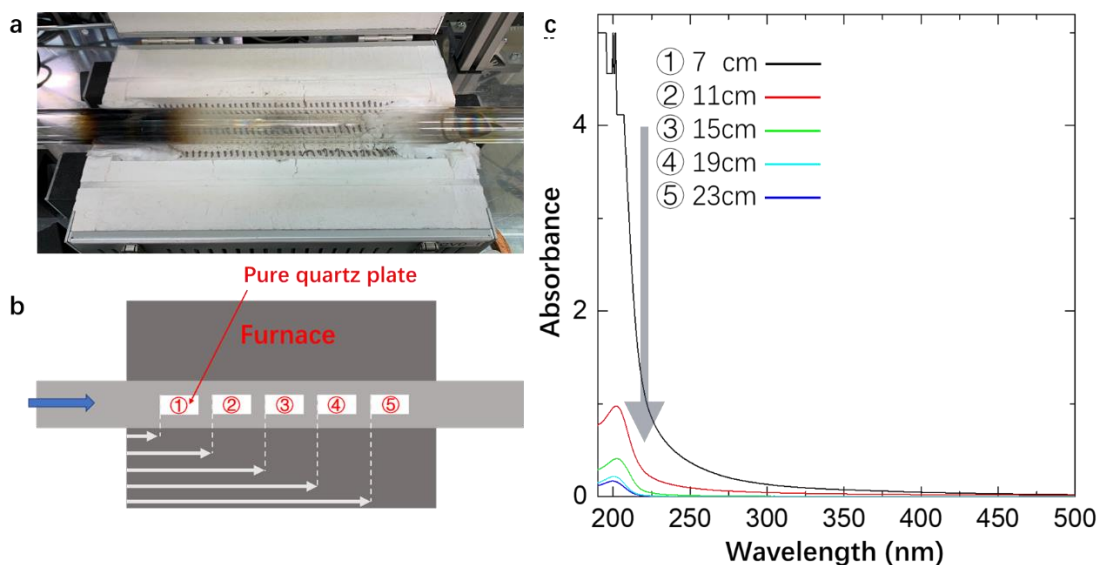 a
Pure quartz plate
b
Furnace
① ② ③ ④ ⑤
c
① 7 cm
② 11cm
③ 15cm
④ 19cm
⑤ 23cm
4
2
0
Absorbance
200 250 300 350 400 450 500
Wavelength (nm)